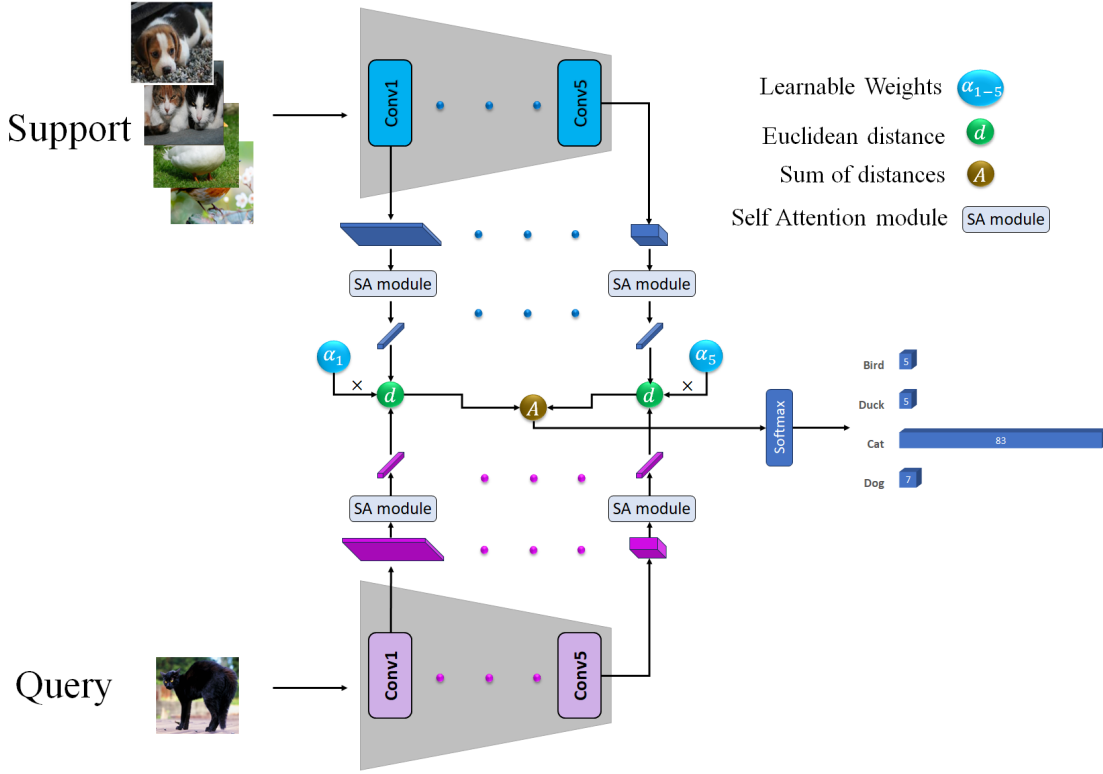 Support
Conv1
Conv5
Learnable Weights α₁₋₅
Euclidean distance d
Sum of distances A
Self Attention module SA module
SA module
SA module
α₁
α₅
×
×
d
d
A
Softmax
Bird 5
Duck 5
Cat 83
Dog 7
SA module
SA module
Conv1
Conv5
Query